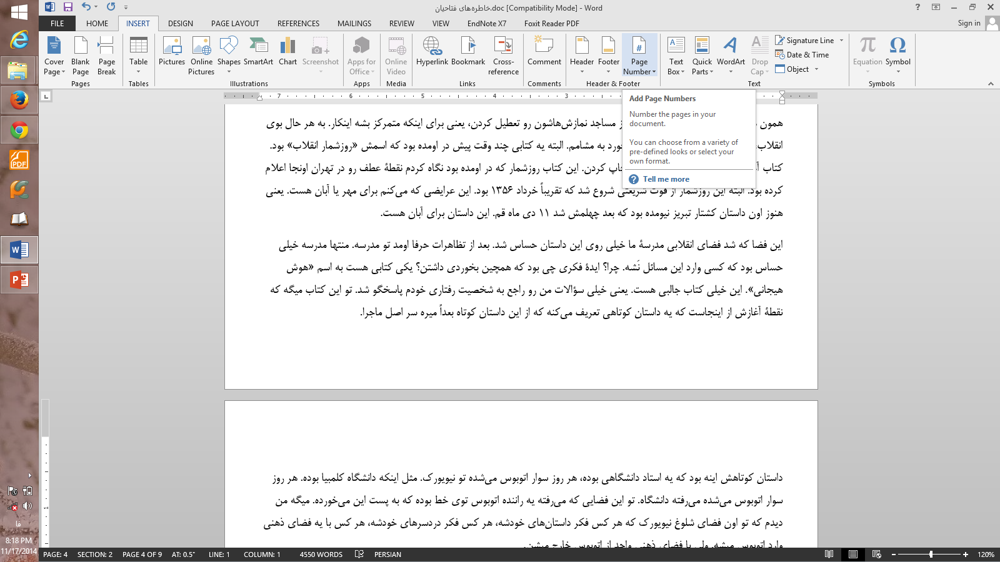 خاطره‌های فتاحیان.doc [Compatibility Mode] - Word
FILE HOME INSERT DESIGN PAGE LAYOUT REFERENCES MAILINGS REVIEW VIEW EndNote X7 Foxit Reader PDF
Sign in
Cover Page
Blank Page
Page Break
Table
Pictures
Online Pictures
Shapes
SmartArt
Chart
Screenshot
Apps for Office
Online Video
Hyperlink
Bookmark
Cross-reference
Comment
Header
Footer
Page Number
Text Box
Quick Parts
WordArt
Drop Cap
Signature Line
Date & Time
Object
Equation
Symbol
Pages Tables Illustrations Apps Media Links Comments Header & Footer Text Symbols
7 6 5 4 3
Add Page Numbers
Number the pages in your
document.
You can choose from a variety of
pre-defined looks or select your
own format.
Tell me more
همون مساجد نمازش‌هاشون رو تعطیل کردن، یعنی برای اینکه متمرکز بشه اینکار. به هر حال بوی
انقلاب به مشامم. البته یه کتابی چند وقت پیش در اومده بود که اسمش «روزشمار انقلاب» بود.
کتاب چاپ کردن. این کتاب روزشمار که در اومده بود نگاه کردم نقطهٔ عطف رو در تهران اونجا اعلام
کرده بود. البته این روزشمار از فوت شریعتی شروع شد که تقریباً خرداد ۱۳۵۶ بود. این عرایضی که می‌کنم برای مهر یا آبان هست. یعنی
هنوز اون داستان کشتار تبریز نیومده بود که بعد چهلمش شد ۱۱ دی ماه قم. این داستان برای آبان هست.
این فضا که شد فضای انقلابی مدرسهٔ ما خیلی روی این داستان حساس شد. بعد از تظاهرات حرفا اومد تو مدرسه. منتها مدرسه خیلی
حساس بود که کسی وارد این مسائل نَشه. چرا؟ ایدهٔ فکری چی بود که همچین بخوردی داشتن؟ یکی کتابی هست به اسم «هوش
هیجانی». این خیلی کتاب جالبی هست. یعنی خیلی سؤالات من رو راجع به شخصیت رفتاری خودم پاسخگو شد. تو این کتاب میگه که
نقطهٔ آغازش از اینجاست که یه داستان کوتاهی تعریف می‌کنه که از این داستان کوتاه بعداً میره سر اصل ماجرا.
داستان کوتاهش اینه بود که یه استاد دانشگاهی بوده، هر روز سوار اتوبوس می‌شده تو نیویورک. مثل اینکه دانشگاه کلمبیا بوده. هر روز
سوار اتوبوس می‌شده می‌رفته دانشگاه. تو این فضایی که می‌رفته یه راننده اتوبوس توی خط بوده که به پست این می‌خورده. میگه من
دیدم که تو اون فضای شلوغ نیویورک که هر کس فکر داستان‌های خودشه، هر کس فکر دردسرهای خودشه، هر کس با یه فضای ذهنی
وارد اتوبوس میشه، ولی با فضای ذهنی واحد از اتوبوس خارج میشن.
فا
8:18 PM
11/17/2014
PAGE: 4 SECTION: 2 PAGE 4 OF 9 AT: 0.5" LINE: 1 COLUMN: 1 4550 WORDS PERSIAN 120%